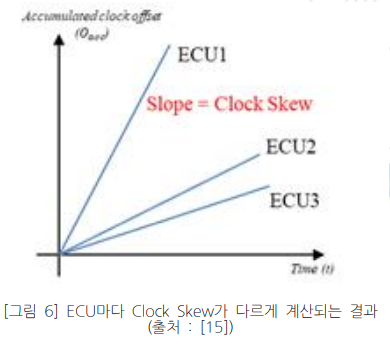 Accumulated clock offset
(Oacc)
ECU1
Slope = Clock Skew
ECU2
ECU3
Time (t)
[그림 6] ECU마다 Clock Skew가 다르게 계산되는 결과
(출처 : [15])